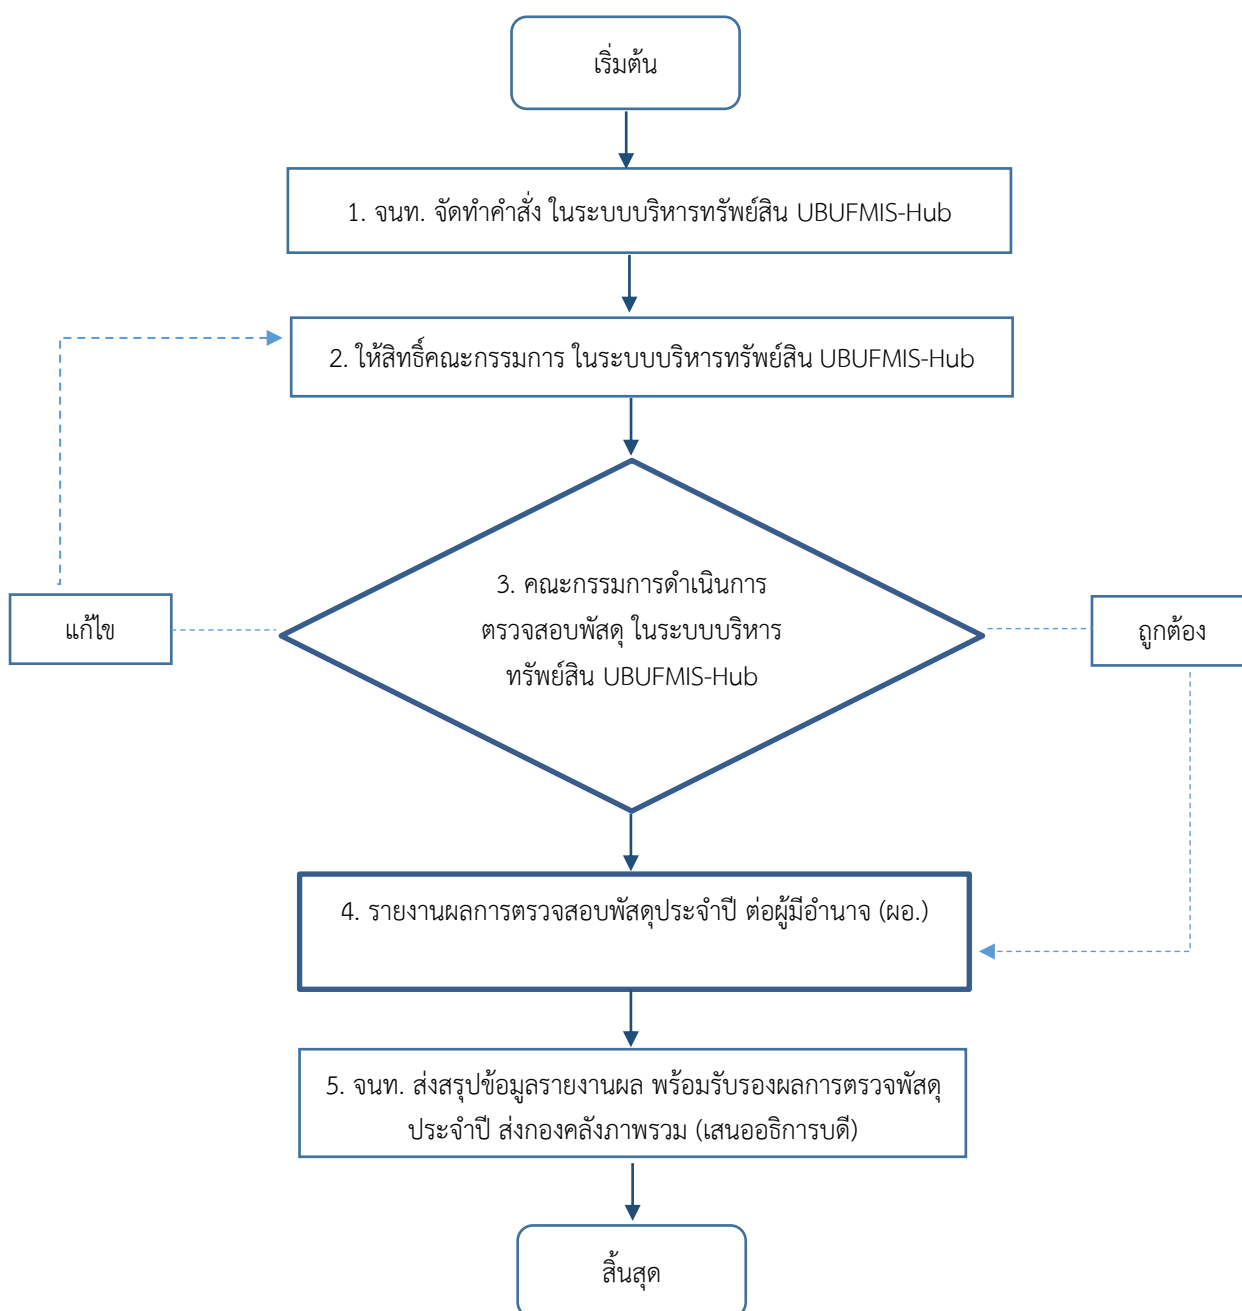 เริ่มต้น
1. จนท. จัดทำคำสั่ง ในระบบบริหารทรัพย์สิน UBUFMIS-Hub
2. ให้สิทธิ์คณะกรรมการ ในระบบบริหารทรัพย์สิน UBUFMIS-Hub
3. คณะกรรมการดำเนินการ
ตรวจสอบพัสดุ ในระบบบริหาร
ทรัพย์สิน UBUFMIS-Hub
แก้ไข
ถูกต้อง
4. รายงานผลการตรวจสอบพัสดุประจำปี ต่อผู้มีอำนาจ (ผอ.)
5. จนท. ส่งสรุปข้อมูลรายงานผล พร้อมรับรองผลการตรวจพัสดุ
ประจำปี ส่งกองคลังภาพรวม (เสนออธิการบดี)
สิ้นสุด